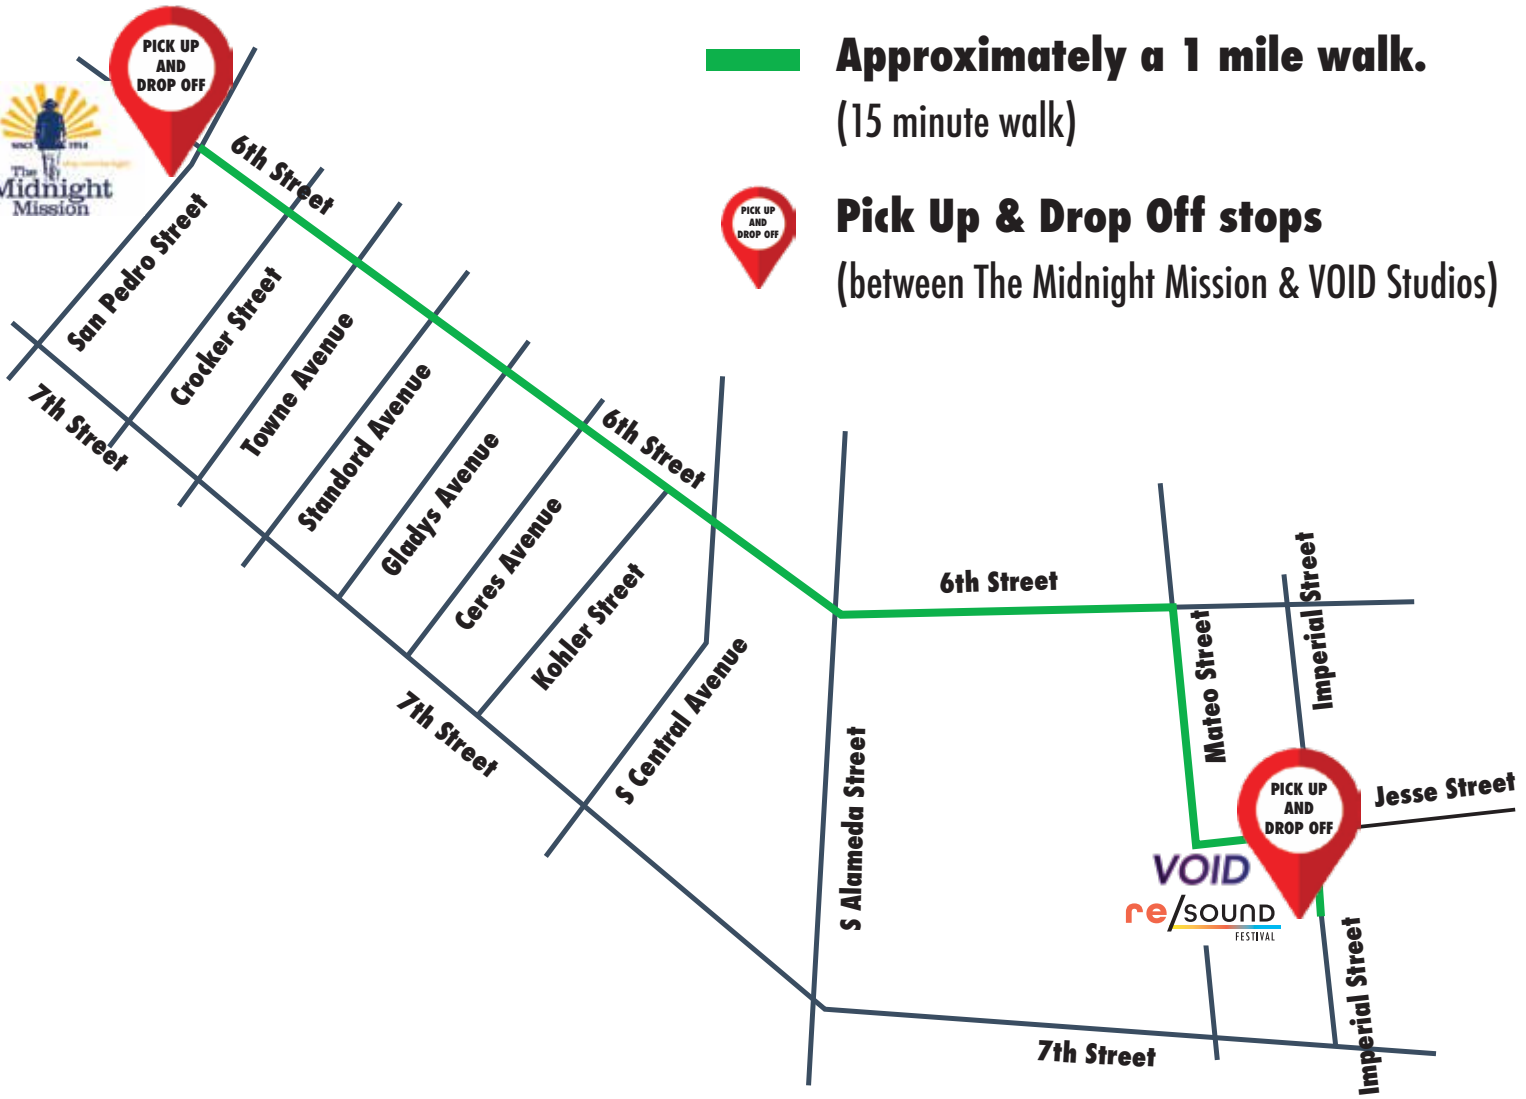 PICK UP
AND
DROP OFF
SINCE 1914
The
Midnight
Mission
Approximately a 1 mile walk.
(15 minute walk)
PICK UP
AND
DROP OFF
Pick Up & Drop Off stops
(between The Midnight Mission & VOID Studios)
6th Street
San Pedro Street
Crocker Street
Towne Avenue
Standord Avenue
Gladys Avenue
Ceres Avenue
Kohler Street
S Central Avenue
7th Street
6th Street
7th Street
S Alameda Street
6th Street
Mateo Street
Imperial Street
PICK UP
AND
DROP OFF
Jesse Street
VOID
re/SOUND
FESTIVAL
Imperial Street
7th Street